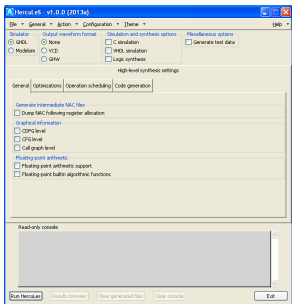 HercuLeS - v1.0.0 (2013a)
File General Action Configuration Theme Help
Simulator Output waveform format Simulation and synthesis options Miscellaneous options
GHDL None C simulation Generate test data
Modelsim VCD VHDL simulation
GHW Logic synthesis
High-level synthesis settings
General Optimizations Operation scheduling Code generation
Generate intermediate NAC files
Dump NAC following register allocation
Graphical information
CDFG level
CFG level
Call graph level
Floating-point arithmetic
Floating-point arithmetic support
Floating-point builtin algorithmic functions
Read-only console
Run HercuLes Results browser Clear generated files Clear console Exit